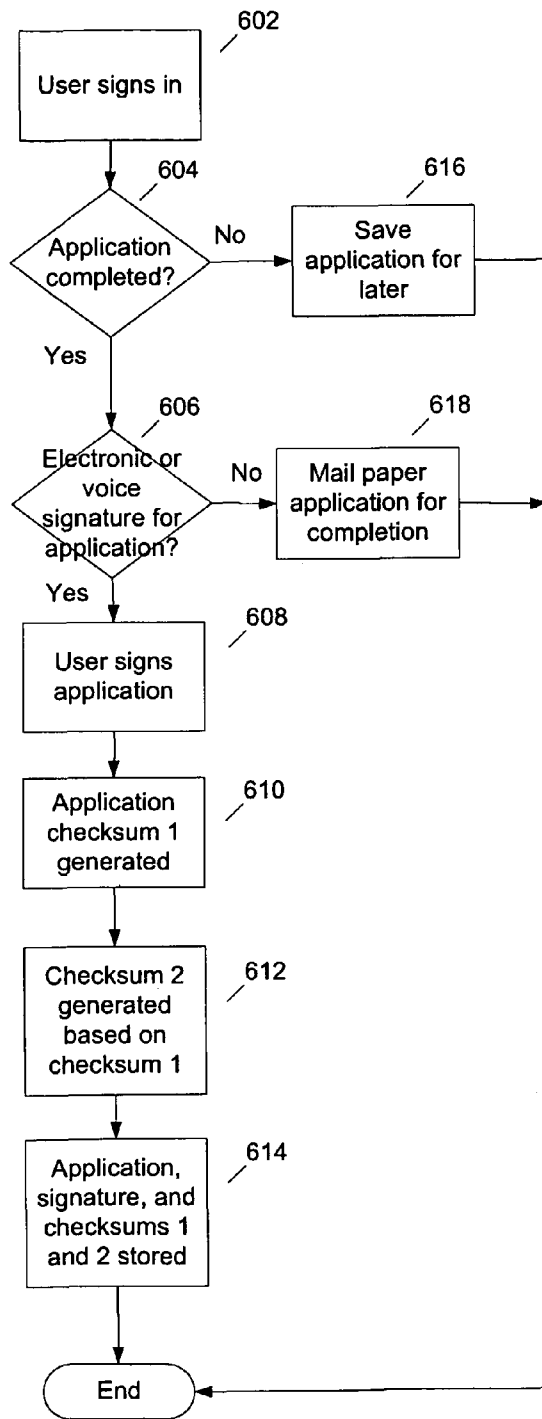 602
User signs in
604
616
Application
completed?
No
Save
application for
later
Yes
606
618
Electronic or
voice
signature for
application?
No
Mail paper
application for
completion
Yes
608
User signs
application
610
Application
checksum 1
generated
612
Checksum 2
generated
based on
checksum 1
614
Application,
signature, and
checksums 1
and 2 stored
End